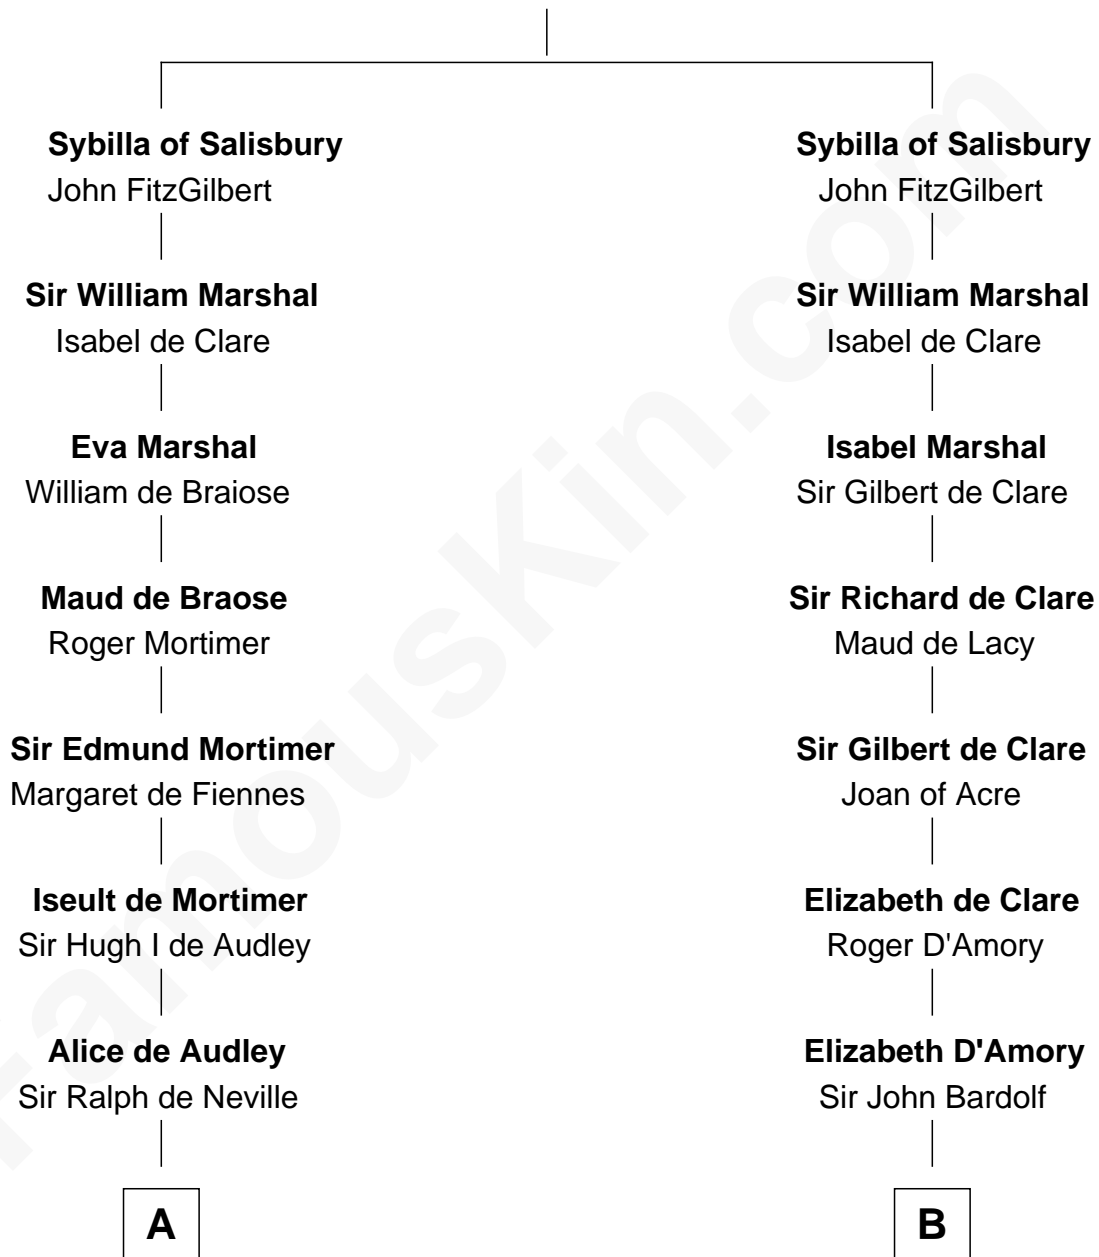 Sybilla of Salisbury
John FitzGilbert
Sir William Marshal
Isabel de Clare
Eva Marshal
William de Braiose
Maud de Braose
Roger Mortimer
Sir Edmund Mortimer
Margaret de Fiennes
Iseult de Mortimer
Sir Hugh I de Audley
Alice de Audley
Sir Ralph de Neville
A
Sybilla of Salisbury
John FitzGilbert
Sir William Marshal
Isabel de Clare
Isabel Marshal
Sir Gilbert de Clare
Sir Richard de Clare
Maud de Lacy
Sir Gilbert de Clare
Joan of Acre
Elizabeth de Clare
Roger D'Amory
Elizabeth D'Amory
Sir John Bardolf
B
FamousKin.com